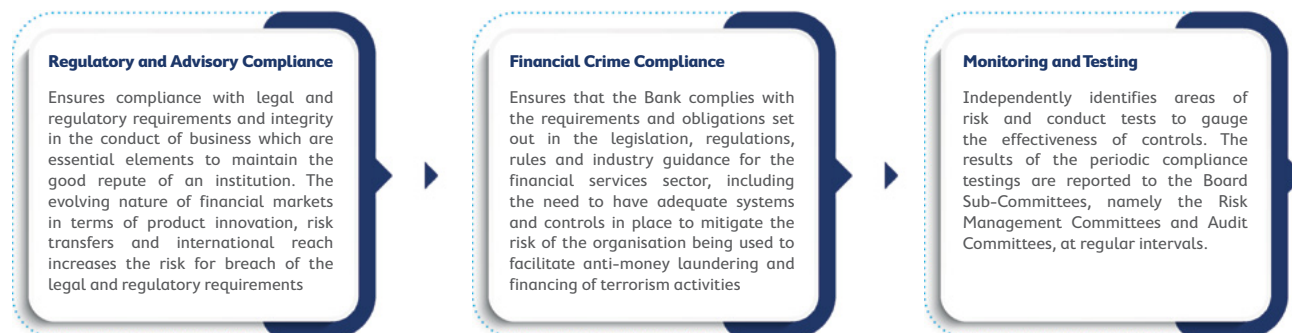 Regulatory and Advisory Compliance
Ensures compliance with legal and
regulatory requirements and integrity
in the conduct of business which are
essential elements to maintain the
good repute of an institution. The
evolving nature of financial markets
in terms of product innovation, risk
transfers and international reach
increases the risk for breach of the
legal and regulatory requirements
Financial Crime Compliance
Ensures that the Bank complies with
the requirements and obligations set
out in the legislation, regulations,
rules and industry guidance for the
financial services sector, including
the need to have adequate systems
and controls in place to mitigate the
risk of the organisation being used to
facilitate anti-money laundering and
financing of terrorism activities
Monitoring and Testing
Independently identifies areas of
risk and conduct tests to gauge
the effectiveness of controls. The
results of the periodic compliance
testings are reported to the Board
Sub-Committees, namely the Risk
Management Committees and Audit
Committees, at regular intervals.